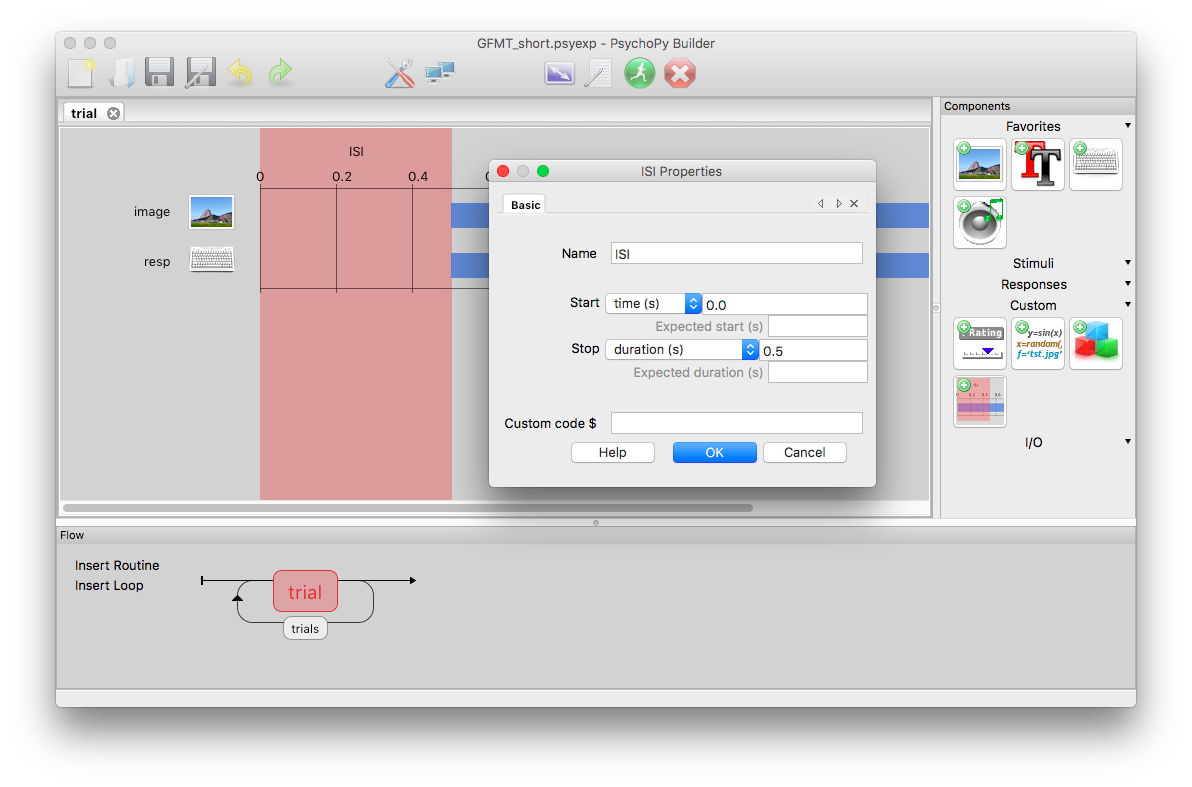 GFMT_short.psyexp - PsychoPy Builder
trial
ISI
0 0.2 0.4
image
resp
ISI Properties
Basic
Name ISI
Start time (s) 0.0
Expected start (s)
Stop duration (s) 0.5
Expected duration (s)
Custom code $
Help OK Cancel
Components
Favorites
T
Stimuli
Responses
Custom
Rating
y=sin(x)
x=random(,
f='tst.jpg'
I/O
Flow
Insert Routine
Insert Loop
trial
trials